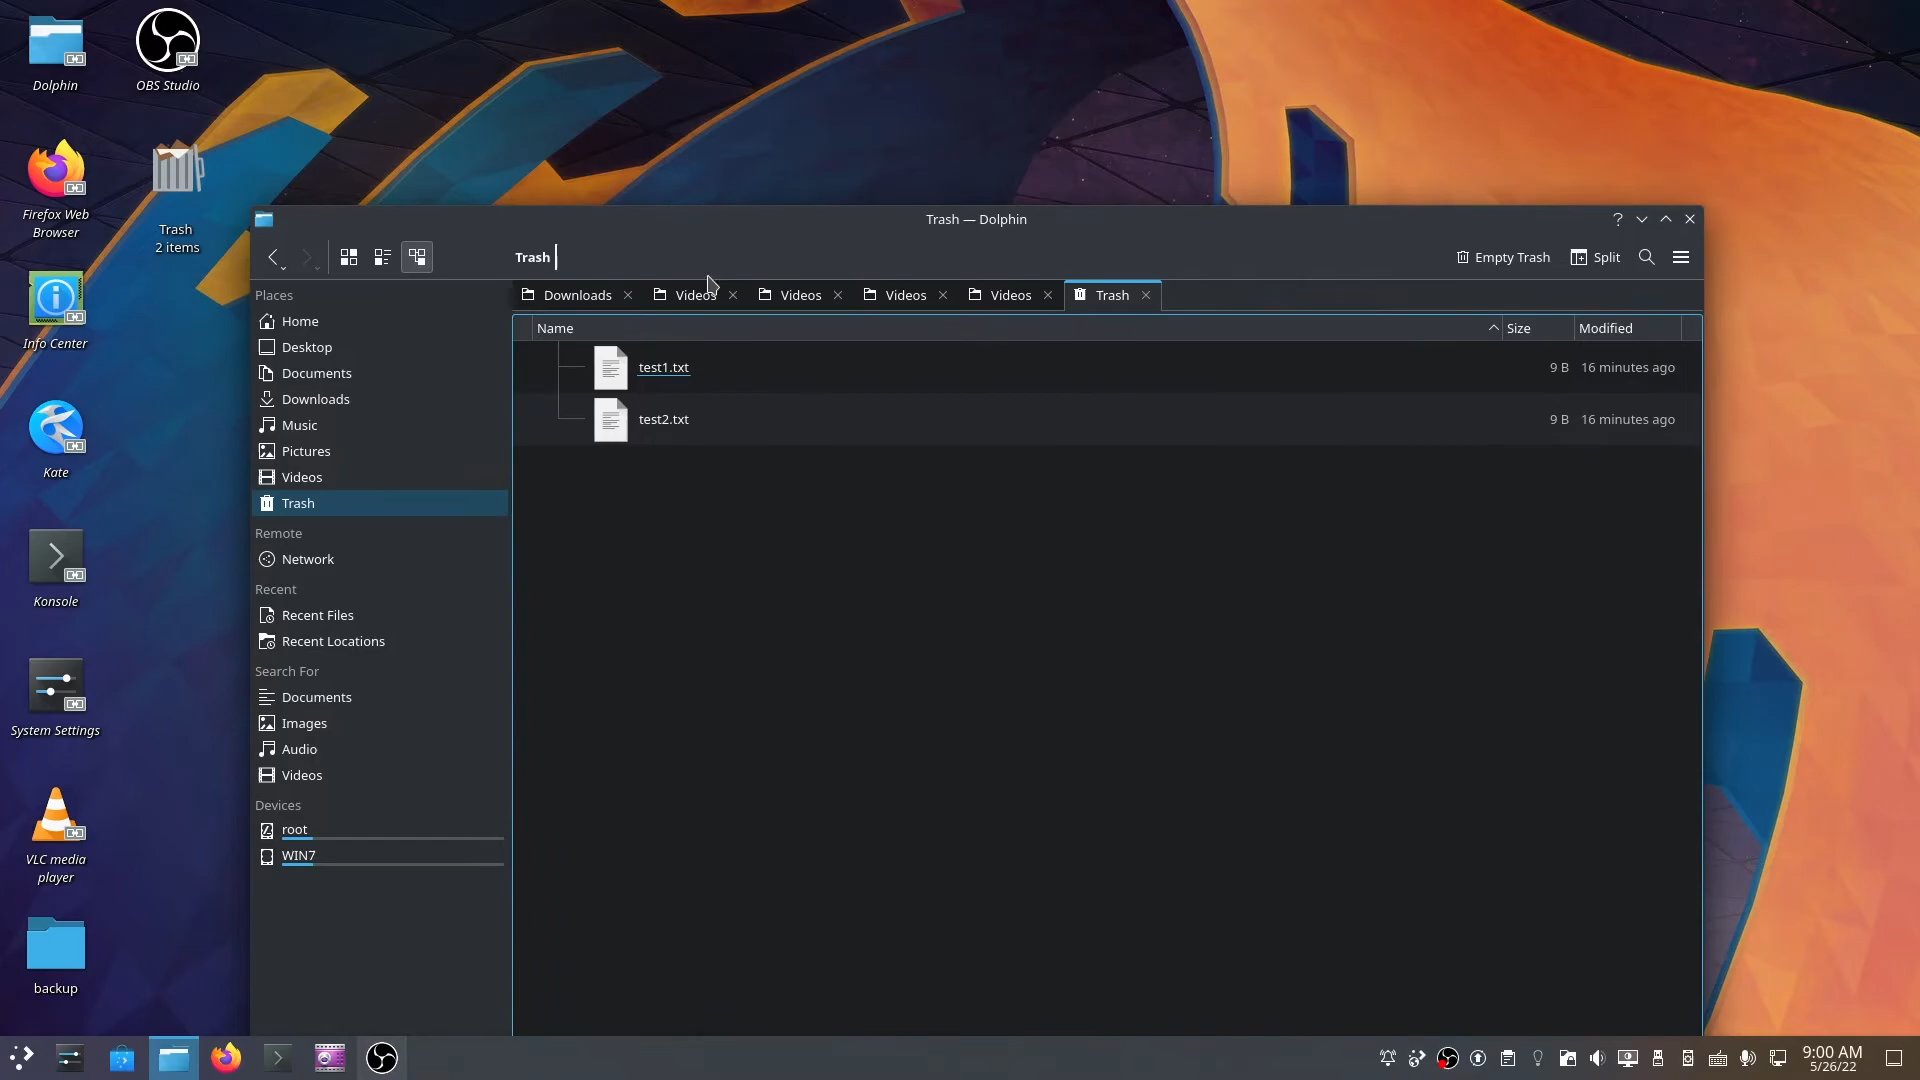 Dolphin
OBS Studio
Firefox Web
Browser
Trash
2 items
Info Center
Kate
Konsole
System Settings
VLC media
player
backup
Trash — Dolphin
Trash
Empty Trash
Split
Places
Home
Desktop
Documents
Downloads
Music
Pictures
Videos
Trash
Remote
Network
Recent
Recent Files
Recent Locations
Search For
Documents
Images
Audio
Videos
Devices
root
WIN7
Downloads Videos Videos Videos Videos Trash
Name Size Modified
test1.txt 9 B 16 minutes ago
test2.txt 9 B 16 minutes ago
9:00 AM
5/26/22